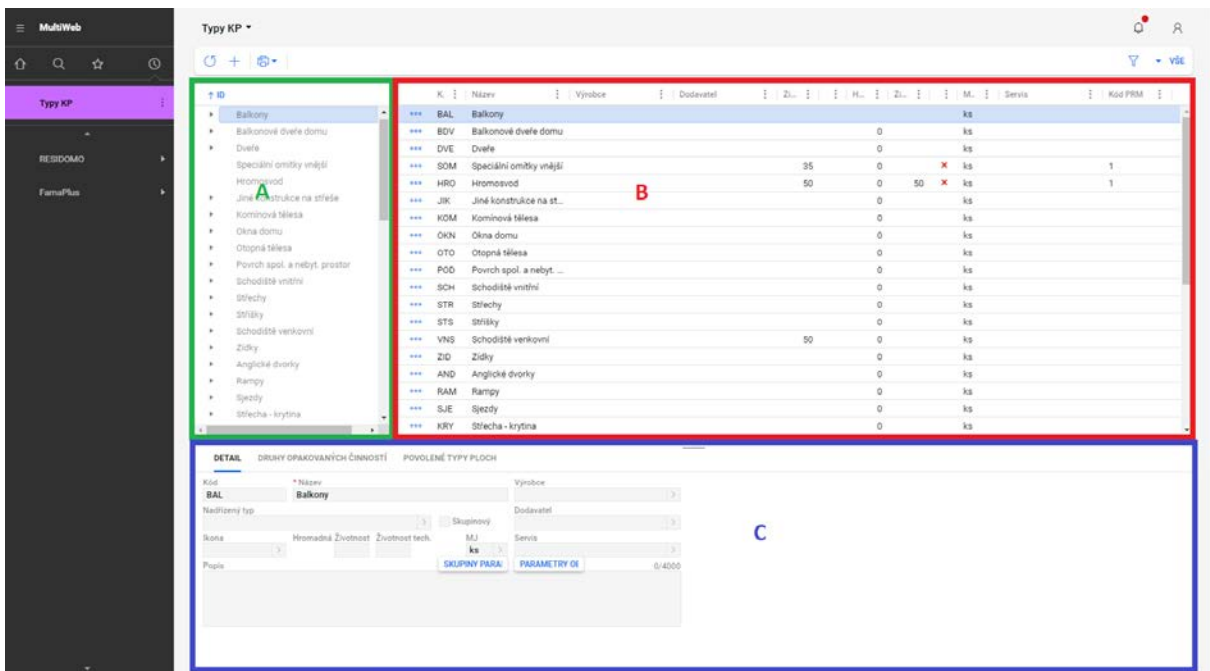 MultiWeb
Typy KP
VŠE
Typy KP
RESIDOMO
FamaPlus
ID
Balkony
Balkonové dveře domu
Dveře
Speciální omítky vnější
Hromosvod
A
Jiné konstrukce na střeše
Komínová tělesa
Okna domu
Otopná tělesa
Povrch spol. a nebyt. prostor
Schodiště vnitřní
Střechy
Stříšky
Schodiště venkovní
Zídky
Anglické dvorky
Rampy
Sjezdy
Střecha - krytina
K. Název Výrobce Dodavatel Ži... H... Ži... M.. Servis Kód PRM
BAL Balkony ks
BDV Balkonové dveře domu 0 ks
DVE Dveře 0 ks
SOM Speciální omítky vnější 35 0 ks 1
HRO Hromosvod 50 0 50 ks 1
B
JIK Jiné konstrukce na st... 0 ks
KOM Komínová tělesa 0 ks
OKN Okna domu 0 ks
OTO Otopná tělesa 0 ks
POD Povrch spol. a nebyt. ... 0 ks
SCH Schodiště vnitřní 0 ks
STR Střechy 0 ks
STS Stříšky 0 ks
VNS Schodiště venkovní 50 0 ks
ZID Zídky 0 ks
AND Anglické dvorky 0 ks
RAM Rampy 0 ks
SJE Sjezdy 0 ks
KRY Střecha - krytina 0 ks
DETAIL DRUHY OPAKOVANÝCH ČINNOSTÍ POVOLENÉ TYPY PLOCH
Kód * Název Výrobce
BAL Balkony
Nadřízený typ Skupinový Dodavatel
C
Ikona Hromadná Životnost Životnost tech. MJ Servis
ks
Popis SKUPINY PARA PARAMETRY OI 0/4000